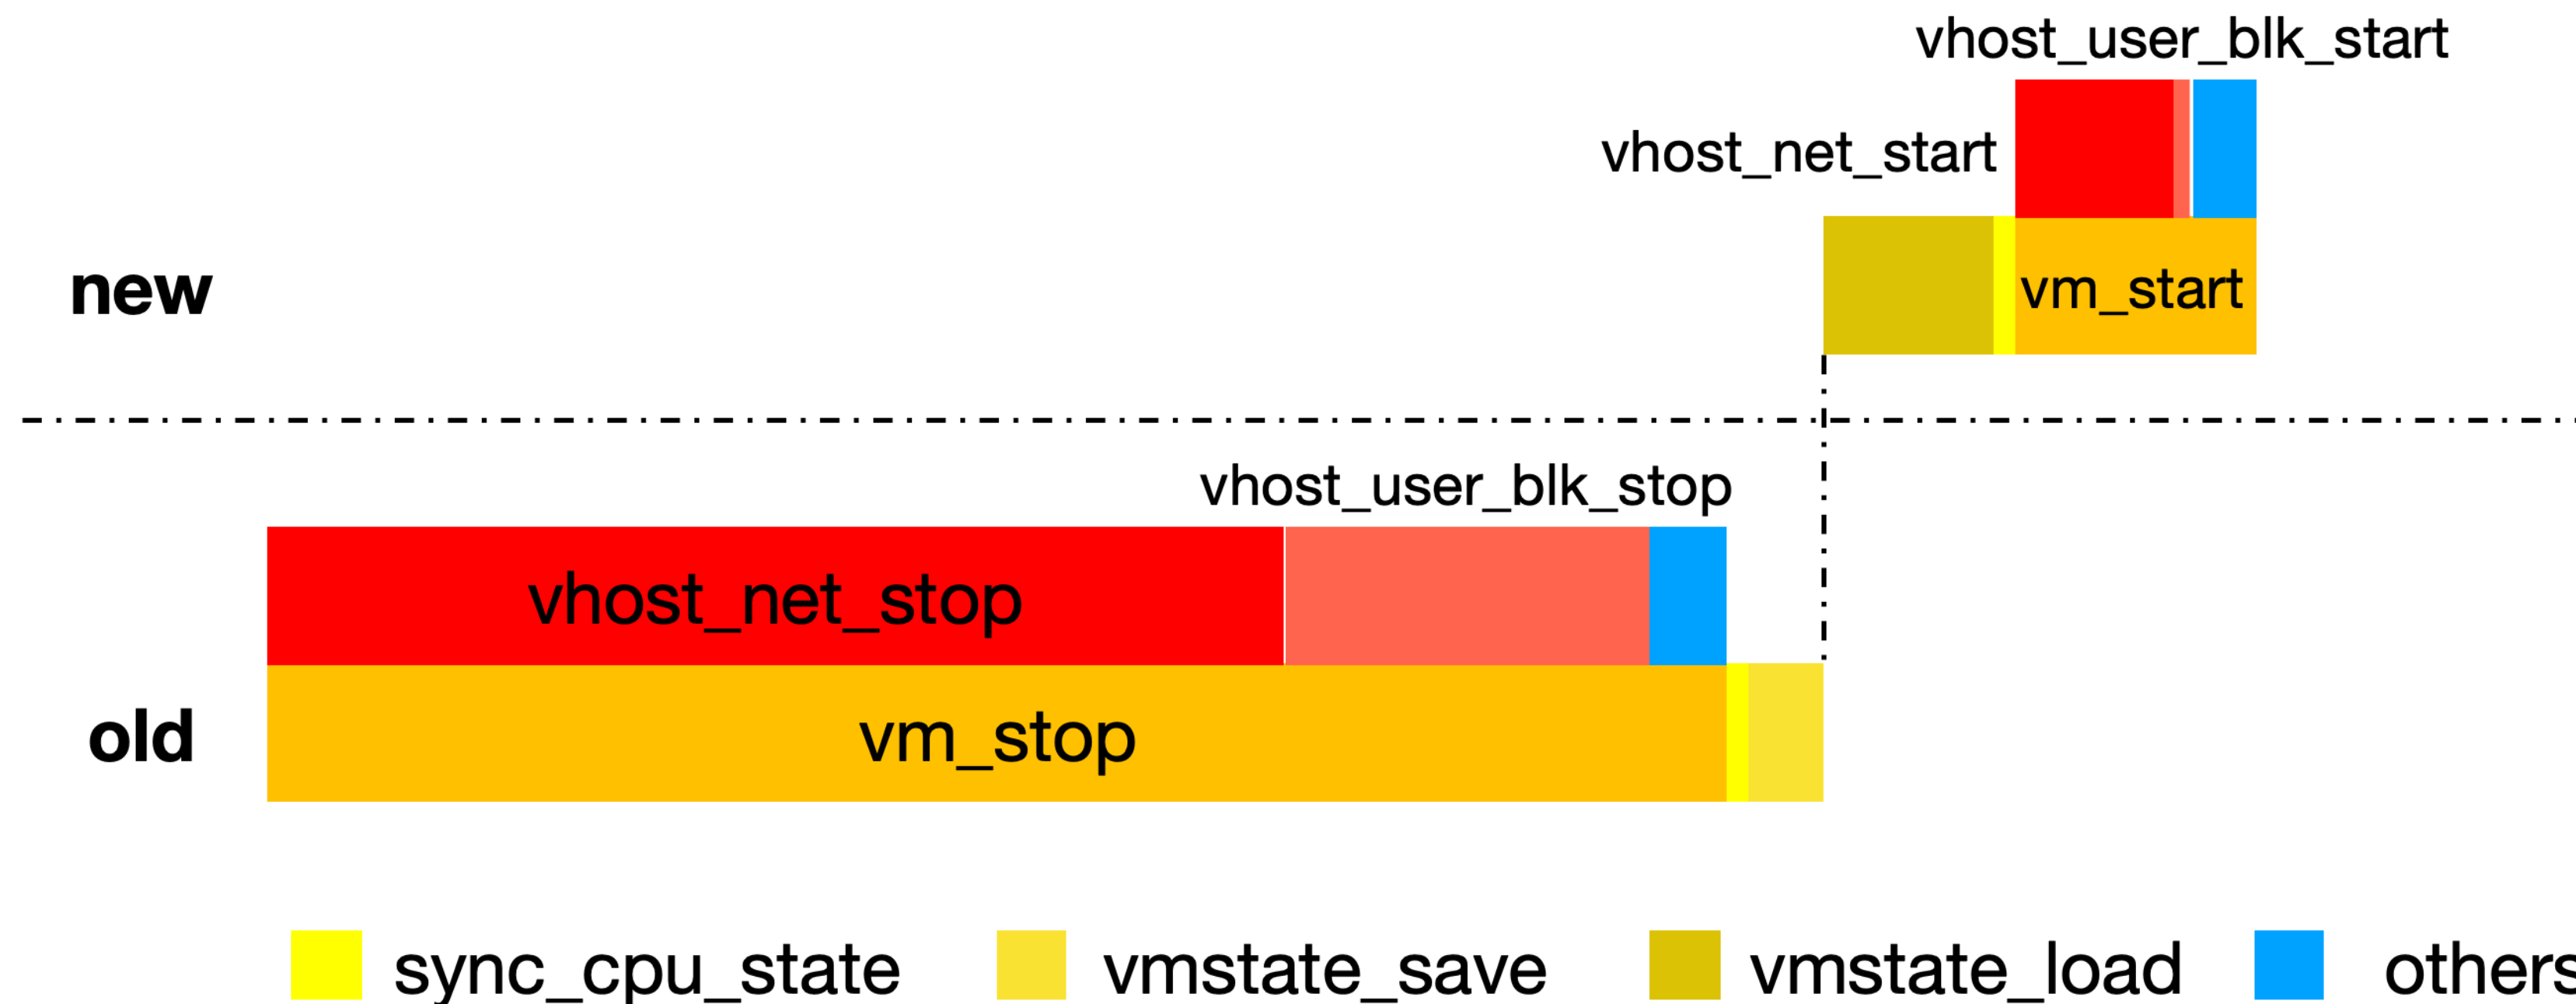 vhost_user_blk_start
vhost_net_start
new
vm_start
vhost_user_blk_stop
vhost_net_stop
old
vm_stop
sync_cpu_state
vmstate_save
vmstate_load
others